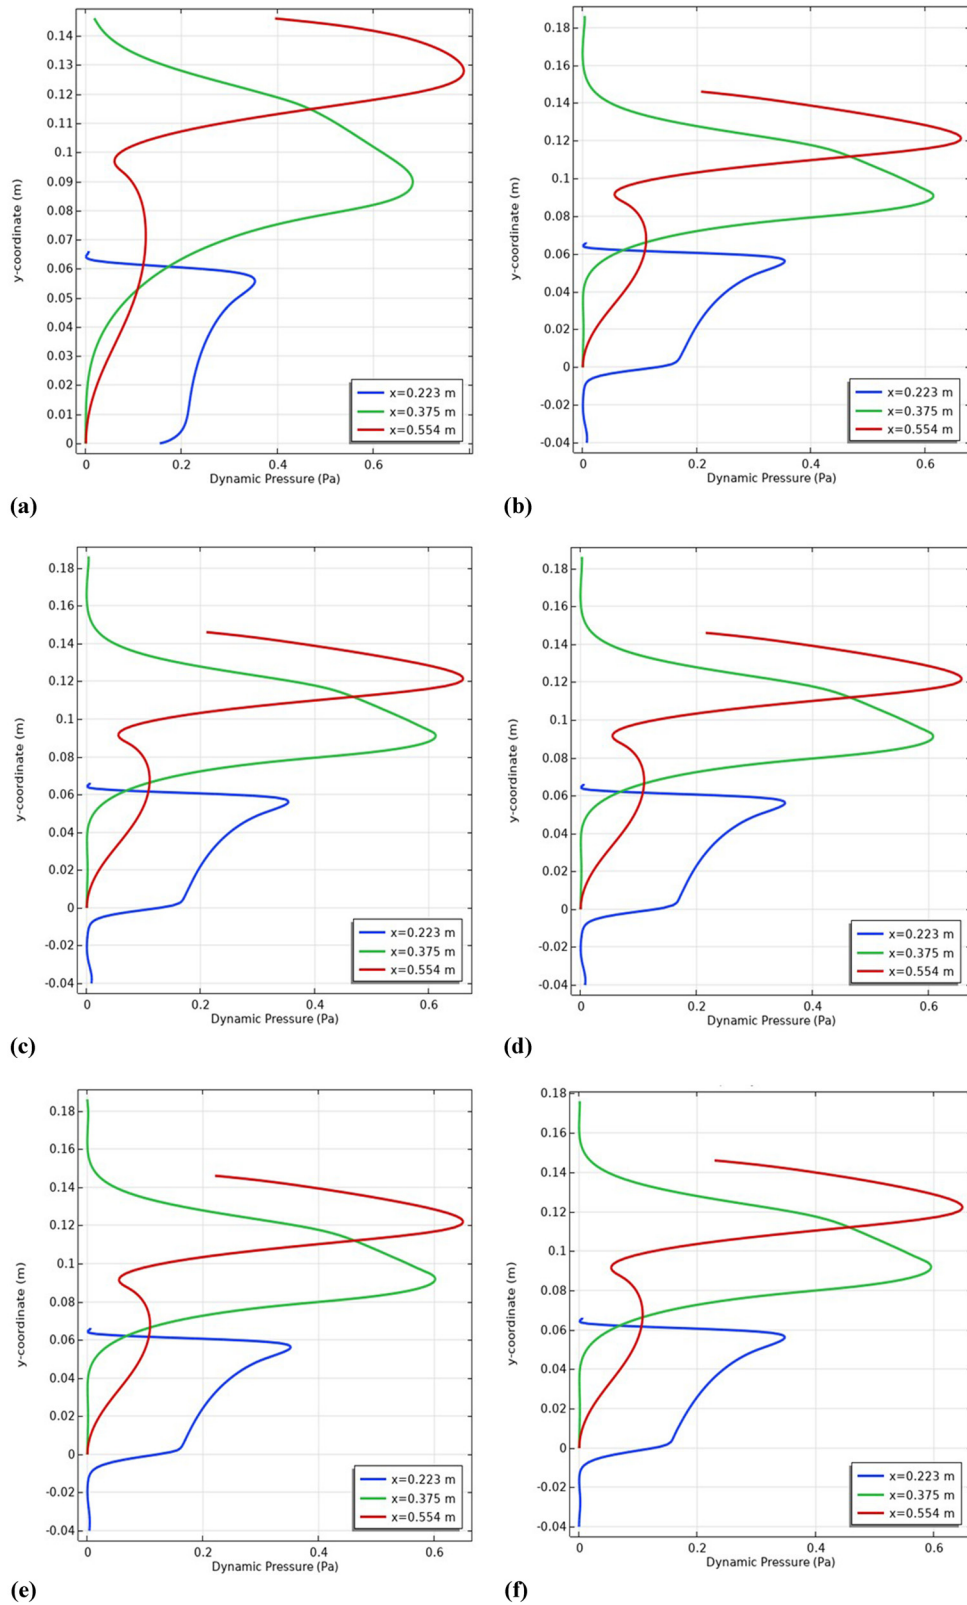 0.14
0.13
0.12
0.11
0.1
0.09
0.08
0.07
0.06
0.05
0.04
0.03
0.02
0.01
0
y-coordinate (m)
x=0.223 m
x=0.375 m
x=0.554 m
0 0.2 0.4 0.6
Dynamic Pressure (Pa)
(a)
0.18
0.16
0.14
0.12
0.1
0.08
0.06
0.04
0.02
0
-0.02
-0.04
y-coordinate (m)
x=0.223 m
x=0.375 m
x=0.554 m
0 0.2 0.4 0.6
Dynamic Pressure (Pa)
(b)
0.18
0.16
0.14
0.12
0.1
0.08
0.06
0.04
0.02
0
-0.02
-0.04
y-coordinate (m)
x=0.223 m
x=0.375 m
x=0.554 m
0 0.2 0.4 0.6
Dynamic Pressure (Pa)
(c)
0.18
0.16
0.14
0.12
0.1
0.08
0.06
0.04
0.02
0
-0.02
-0.04
y-coordinate (m)
x=0.223 m
x=0.375 m
x=0.554 m
0 0.2 0.4 0.6
Dynamic Pressure (Pa)
(d)
0.18
0.16
0.14
0.12
0.1
0.08
0.06
0.04
0.02
0
-0.02
-0.04
y-coordinate (m)
x=0.223 m
x=0.375 m
x=0.554 m
0 0.2 0.4 0.6
Dynamic Pressure (Pa)
(e)
0.18
0.16
0.14
0.12
0.1
0.08
0.06
0.04
0.02
0
-0.02
-0.04
y-coordinate (m)
x=0.223 m
x=0.375 m
x=0.554 m
0 0.2 0.4 0.6
Dynamic Pressure (Pa)
(f)